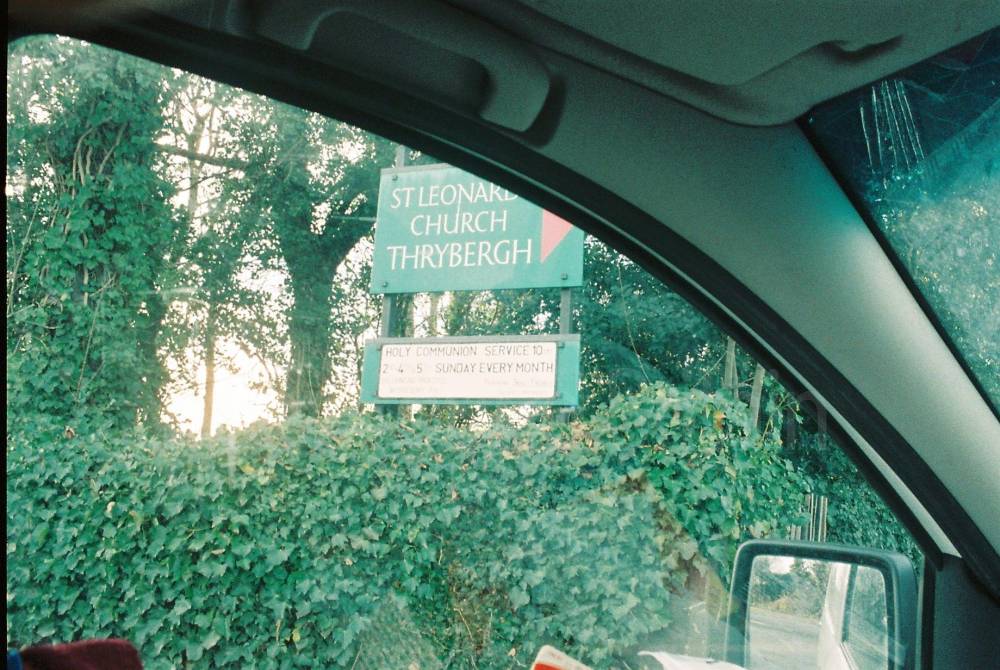 ST LEONARD
CHURCH
THRYBERGH
HOLY COMMUNION SERVICE 10
2 4 5 SUNDAY EVERY MONTH